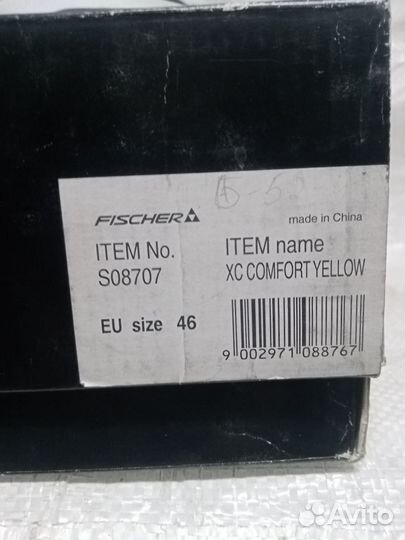 FISCHER
made in China
ITEM No.
ITEM name
S08707
XC COMFORT YELLOW
EU size 46
9 002971 088767
Avito